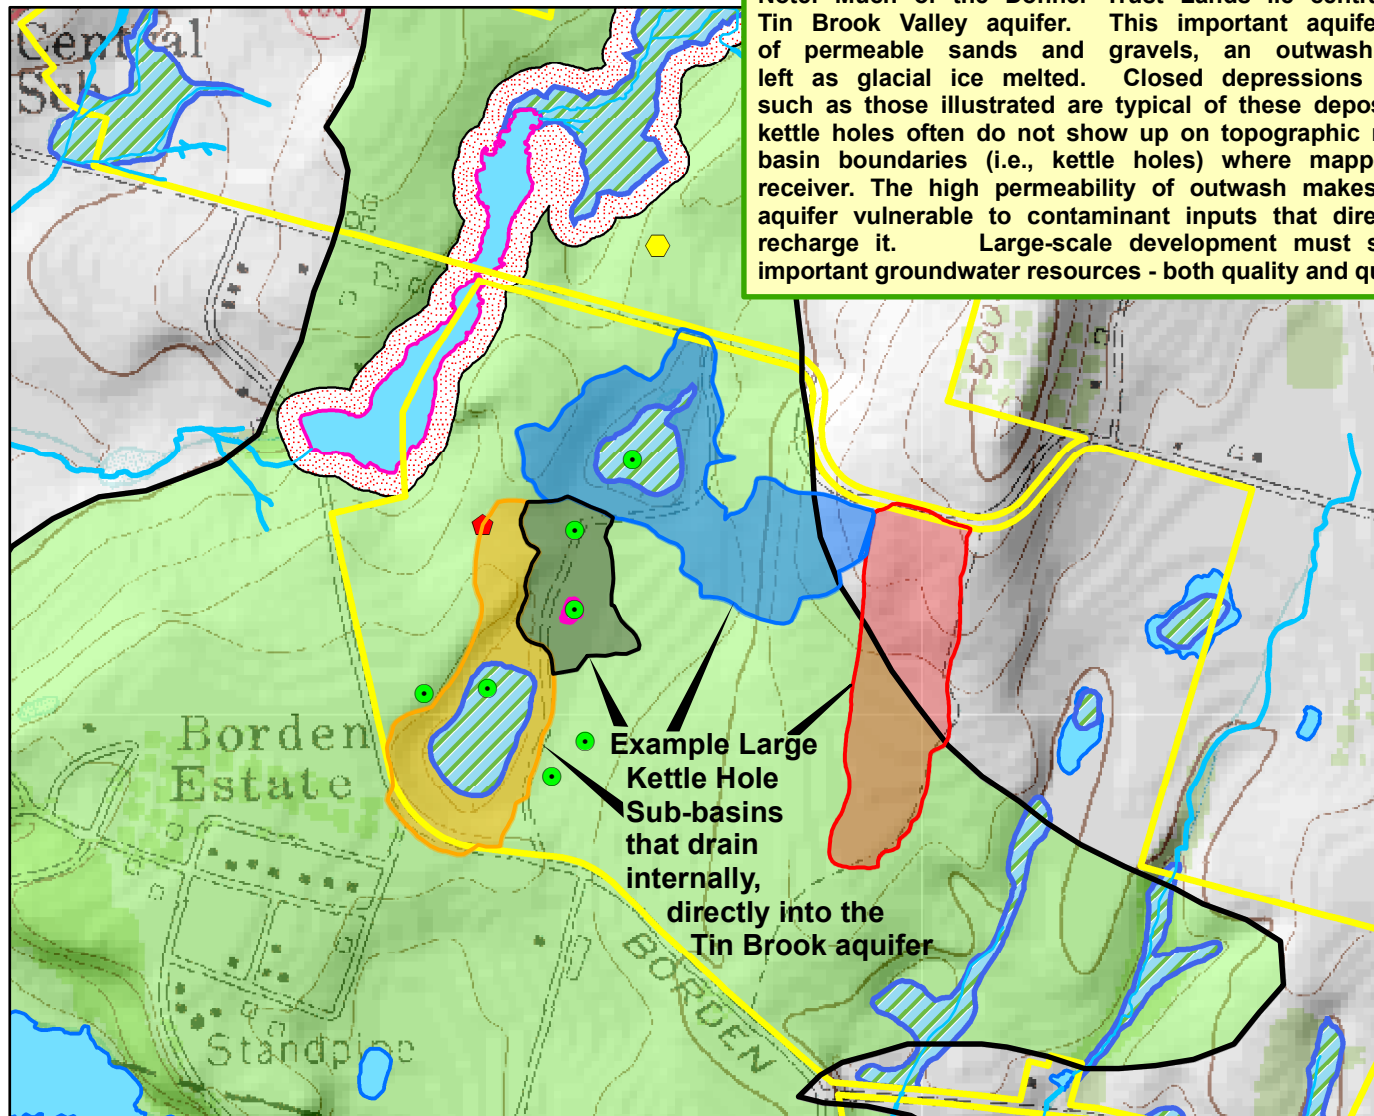 Central
Sch
Tin Brook Valley aquifer. This important aquife
of permeable sands and gravels, an outwash
left as glacial ice melted. Closed depressions
such as those illustrated are typical of these depos
kettle holes often do not show up on topographic
basin boundaries (i.e., kettle holes) where mapp
receiver. The high permeability of outwash makes
aquifer vulnerable to contaminant inputs that dire
recharge it. Large-scale development must s
important groundwater resources - both quality and qu
500
Borden
Estate
Example Large
Kettle Hole
Sub-basins
that drain
internally,
directly into the
Tin Brook aquifer
BORDEN
Standpipe